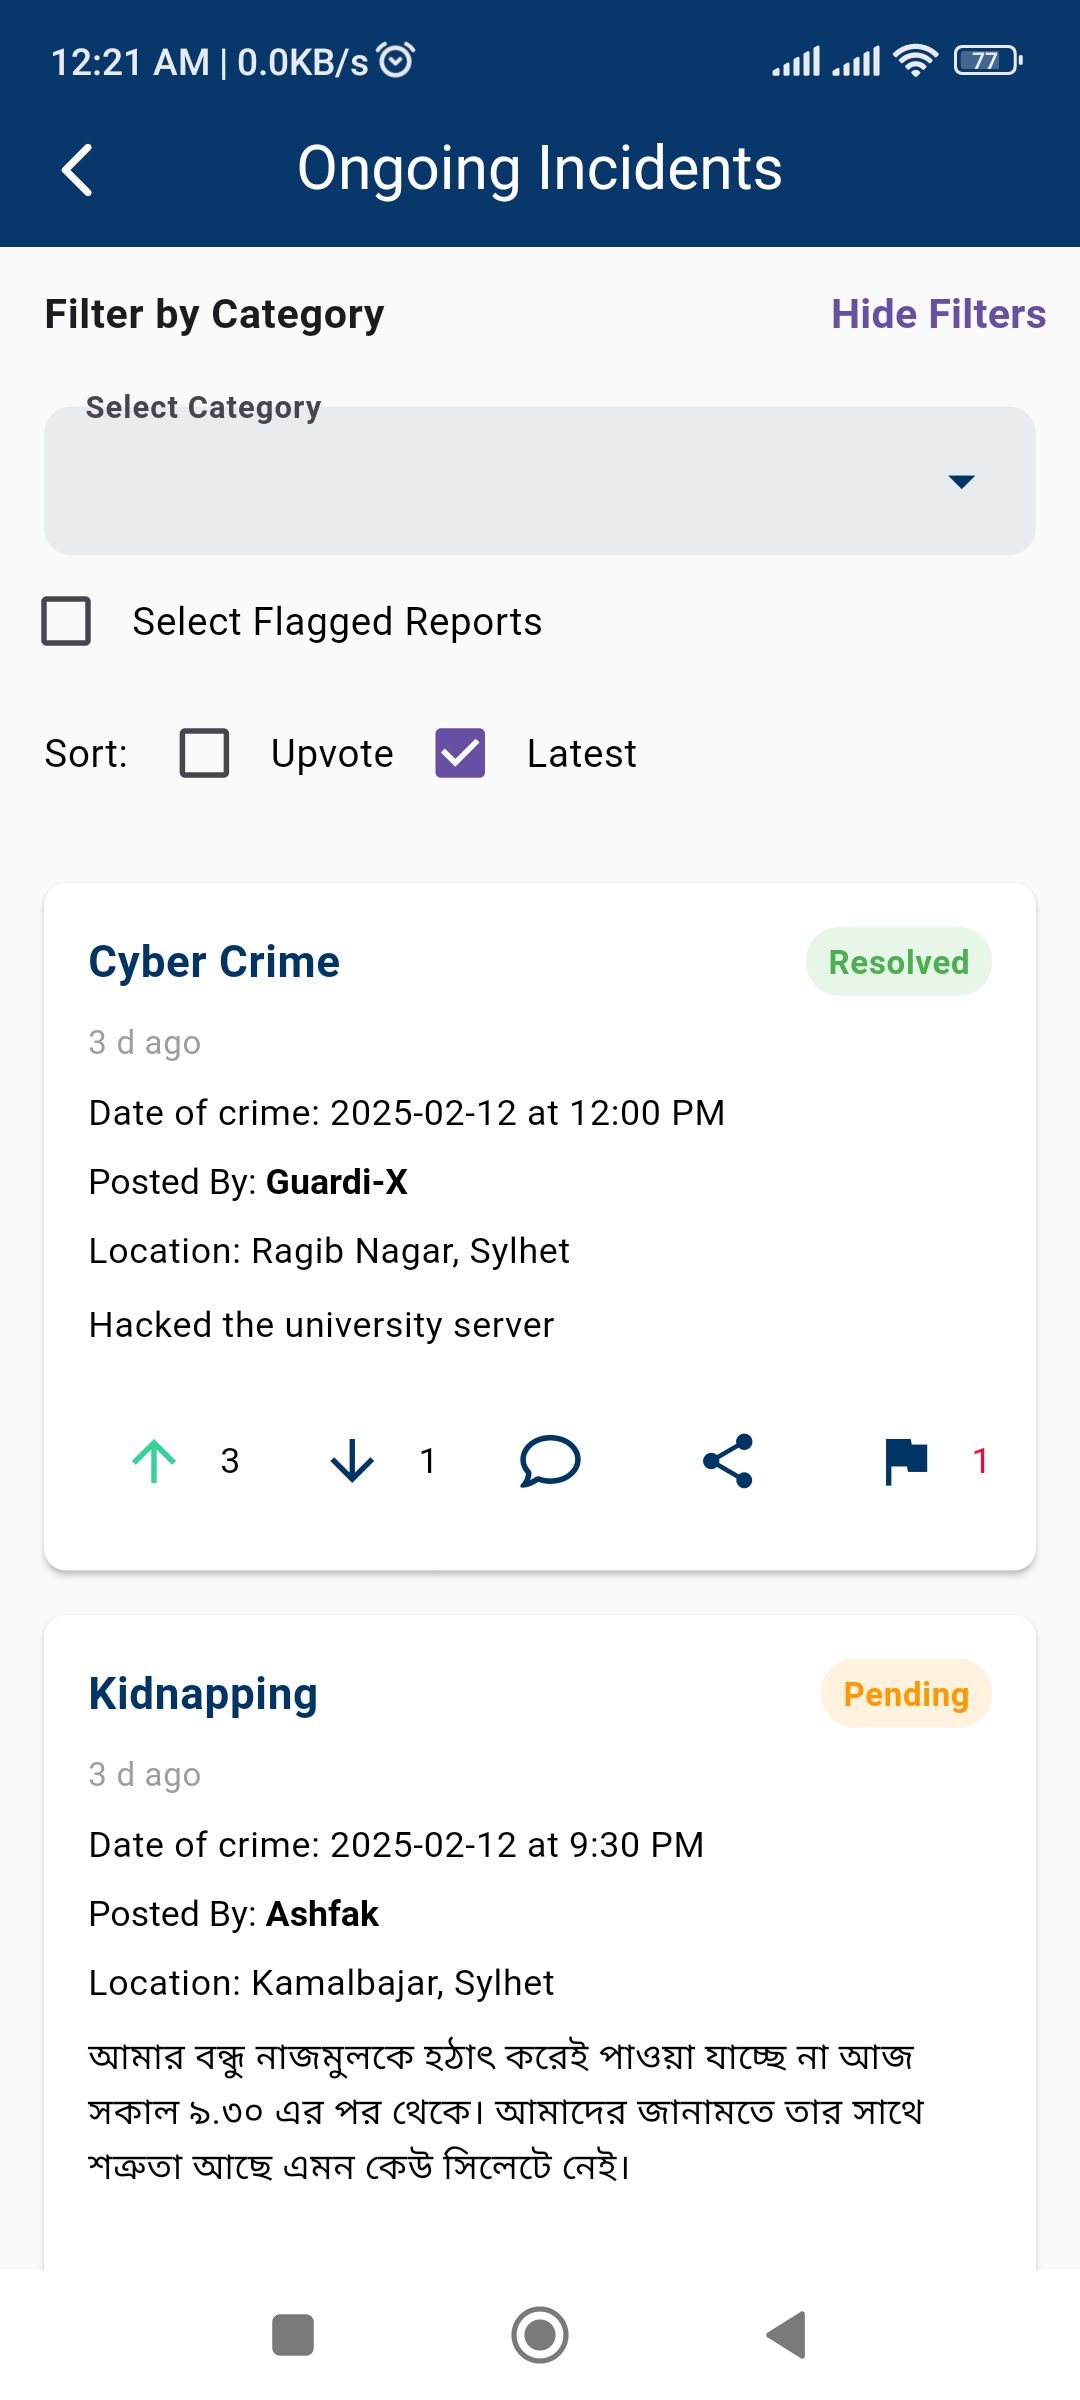 12:21 AM | 0.0KB/s
77
Ongoing Incidents
Filter by Category
Hide Filters
Select Category
Select Flagged Reports
Sort: Upvote Latest
Cyber Crime
Resolved
3 d ago
Date of crime: 2025-02-12 at 12:00 PM
Posted By: Guardi-X
Location: Ragib Nagar, Sylhet
Hacked the university server
3 1 1
Kidnapping
Pending
3 d ago
Date of crime: 2025-02-12 at 9:30 PM
Posted By: Ashfak
Location: Kamalbajar, Sylhet
আমার বন্ধু নাজমুলকে হঠাৎ করেই পাওয়া যাচ্ছে না আজ
সকাল ৯.৩০ এর পর থেকে। আমাদের জানামতে তার সাথে
শত্রুতা আছে এমন কেউ সিলেটে নেই।